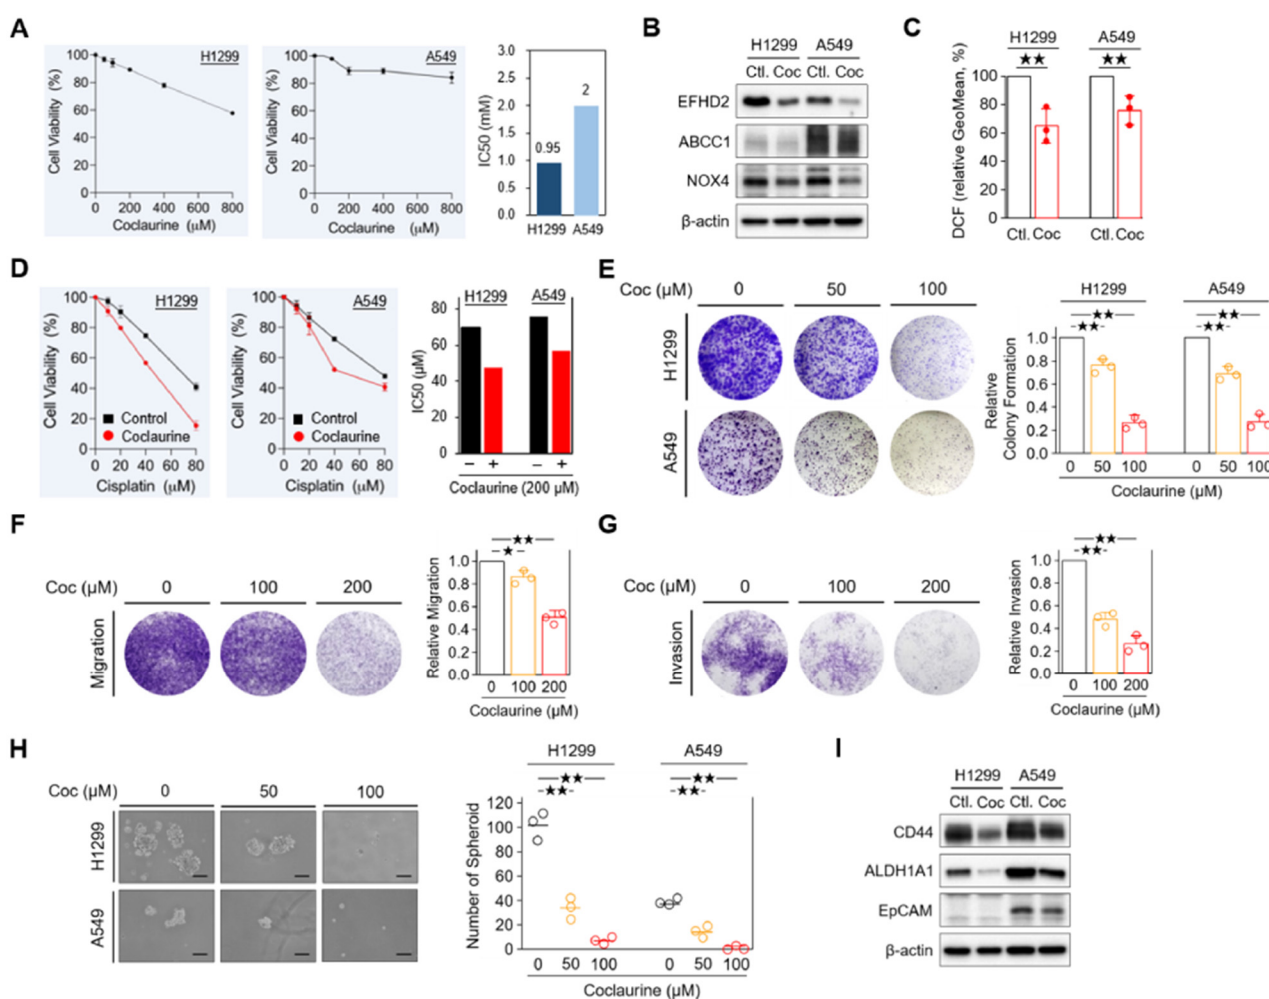 A
H1299
Cell Viability (%)
100
80
60
40
20
0
0 200 400 600 800
Coclaurine (μM)
A549
Cell Viability (%)
100
80
60
40
20
0
0 200 400 600 800
Coclaurine (μM)
IC50 (mM)
3.0
2.5
2.0
1.5
1.0
0.5
0.0
0.95
2
H1299 A549
B
H1299 A549
Ctl. Coc Ctl. Coc
EFHD2
ABCC1
NOX4
β-actin
C
H1299 A549
★★ ★★
DCF (relative GeoMean, %)
100
80
60
40
20
0
Ctl. Coc Ctl. Coc
D
H1299
Cell Viability (%)
100
80
60
40
20
0
Control
Coclaurine
0 20 40 60 80
Cisplatin (μM)
A549
Cell Viability (%)
100
80
60
40
20
0
Control
Coclaurine
0 20 40 60 80
Cisplatin (μM)
H1299 A549
IC50 (μM)
80
60
40
20
0
− + − +
Coclaurine (200 μM)
E
Coc (μM) 0 50 100
H1299
A549
H1299 A549
★★ ★★
★★ ★★
Relative
Colony Formation
1.0
0.8
0.6
0.4
0.2
0.0
0 50 100 0 50 100
Coclaurine (μM)
F
Coc (μM) 0 100 200
Migration
★★
★
Relative Migration
1.0
0.8
0.6
0.4
0.2
0.0
0 100 200
Coclaurine (μM)
G
Coc (μM) 0 100 200
Invasion
★★
★★
Relative Invasion
1.0
0.8
0.6
0.4
0.2
0.0
0 100 200
Coclaurine (μM)
H
Coc (μM) 0 50 100
H1299
A549
H1299 A549
★★ ★★
★★ ★★
Number of Spheroid
120
100
80
60
40
20
0
0 50 100 0 50 100
Coclaurine (μM)
I
H1299 A549
Ctl. Coc Ctl. Coc
CD44
ALDH1A1
EpCAM
β-actin